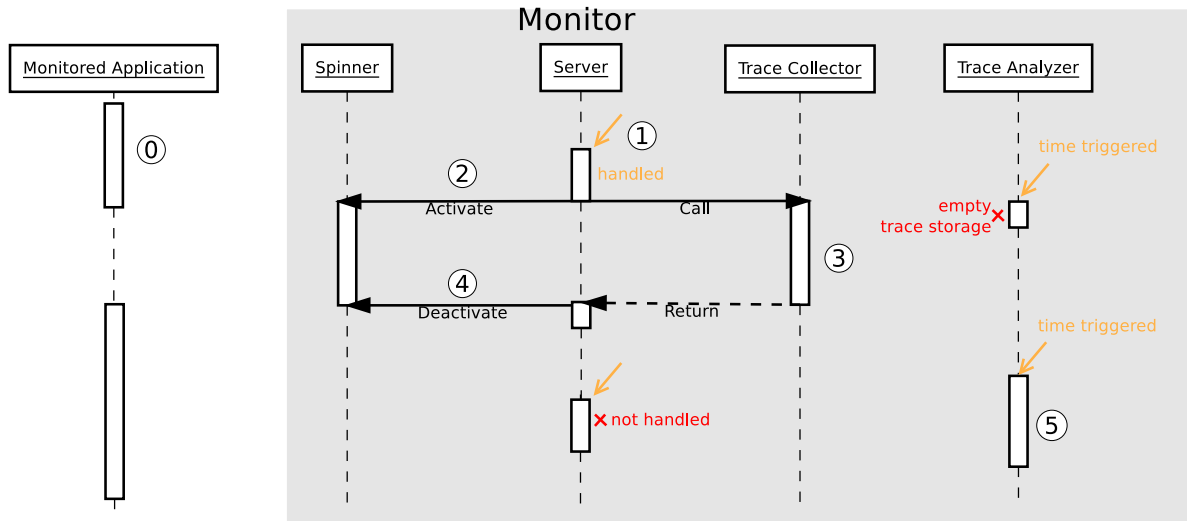 Monitor
Monitored Application
Spinner
Server
Trace Collector
Trace Analyzer
0
1
time triggered
2
handled
Activate
Call
empty
trace storage
3
4
Deactivate
Return
time triggered
not handled
5